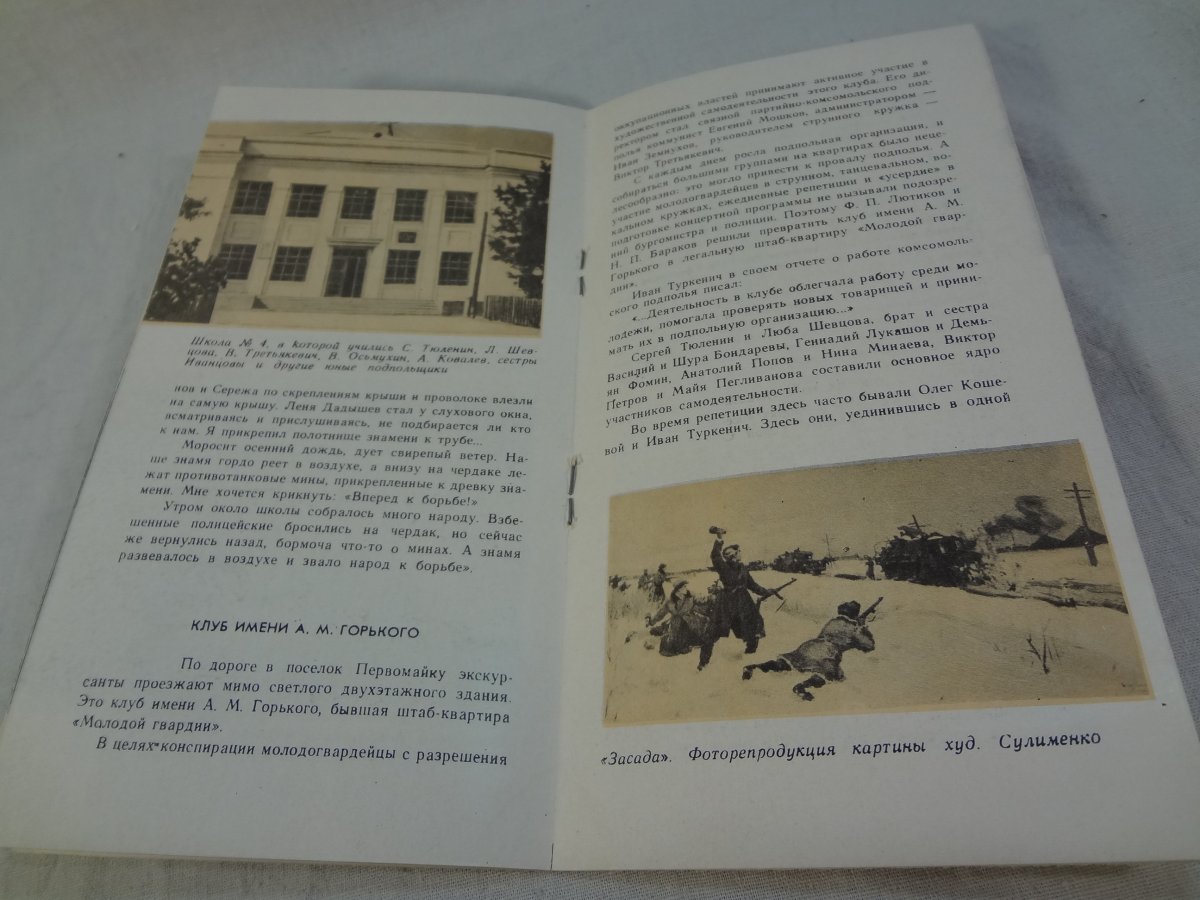 Школа № 4, в которой учились С. Тюленин, Л. Шев-
цова, В. Третьякевич, В. Осьмухин, А. Ковалев, сестры
Иванцовы и другие юные подпольщики
нов и Сережа по скреплениям крыши и проволоке влезли
на самую крышу. Леня Дадышев стал у слухового окна,
всматриваясь и прислушиваясь, не подбирается ли кто
к нам. Я прикрепил полотнище знамени к трубе...
Моросит осенний дождь, дует свирепый ветер. На-
ше знамя гордо реет в воздухе, а внизу на чердаке ле-
жат противотанковые мины, прикрепленные к древку зна-
мени. Мне хочется крикнуть: «Вперед к борьбе!»
Утром около школы собралось много народу. Взбе-
шенные полицейские бросились на чердак, но сейчас
же вернулись назад, бормоча что-то о минах. А знамя
развевалось в воздухе и звало народ к борьбе».
КЛУБ ИМЕНИ А. М. ГОРЬКОГО
По дороге в поселок Первомайку экскур-
санты проезжают мимо светлого двухэтажного здания.
Это клуб имени А. М. Горького, бывшая штаб-квартира
«Молодой гвардии».
В целях конспирации молодогвардейцы с разрешения
оккупационных властей принимают активное участие в
художественной самодеятельности этого клуба. Его ди-
ректором стал связной партийно-комсомольского под-
полья коммунист Евгений Мошков, администратором —
Иван Земнухов, руководителем струнного кружка —
Виктор Третьякевич.
С каждым днем росла подпольная организация, и
собираться большими группами на квартирах было неце-
лесообразно: это могло привести к провалу подполья. А
участие молодогвардейцев в струнном, танцевальном, во-
кальном кружках, ежедневные репетиции и «усердие» в
подготовке концертной программы не вызывали подозре-
ний бургомистра и полиции. Поэтому Ф. П. Лютиков и
Н. П. Бараков решили превратить клуб имени А. М.
Горького в легальную штаб-квартиру «Молодой гвар-
дии».
Иван Туркенич в своем отчете о работе комсомоль-
ского подполья писал:
«...Деятельность в клубе облегчала работу среди мо-
лодежи, помогала проверять новых товарищей и прини-
мать их в подпольную организацию...»
Сергей Тюленин и Люба Шевцова, брат и сестра
Василий и Шура Бондаревы, Геннадий Лукашов и Демь-
ян Фомин, Анатолий Попов и Нина Минаева, Виктор
Петров и Майя Пегливанова составили основное ядро
участников самодеятельности.
Во время репетиции здесь часто бывали Олег Коше-
вой и Иван Туркенич. Здесь они, уединившись в одной
«Засада». Фоторепродукция картины худ. Сулименко